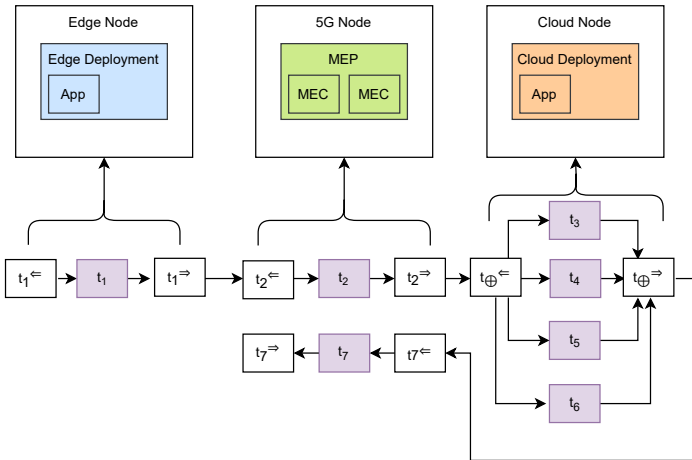 Edge Node
5G Node
Cloud Node
Edge Deployment
MEP
Cloud Deployment
App
MEC
MEC
App
t₃
t₁⇐
t₁
t₁⇒
t₂⇐
t₂
t₂⇒
t⊕⇐
t₄
t⊕⇒
t₇⇒
t₇
t7⇐
t₅
t₆